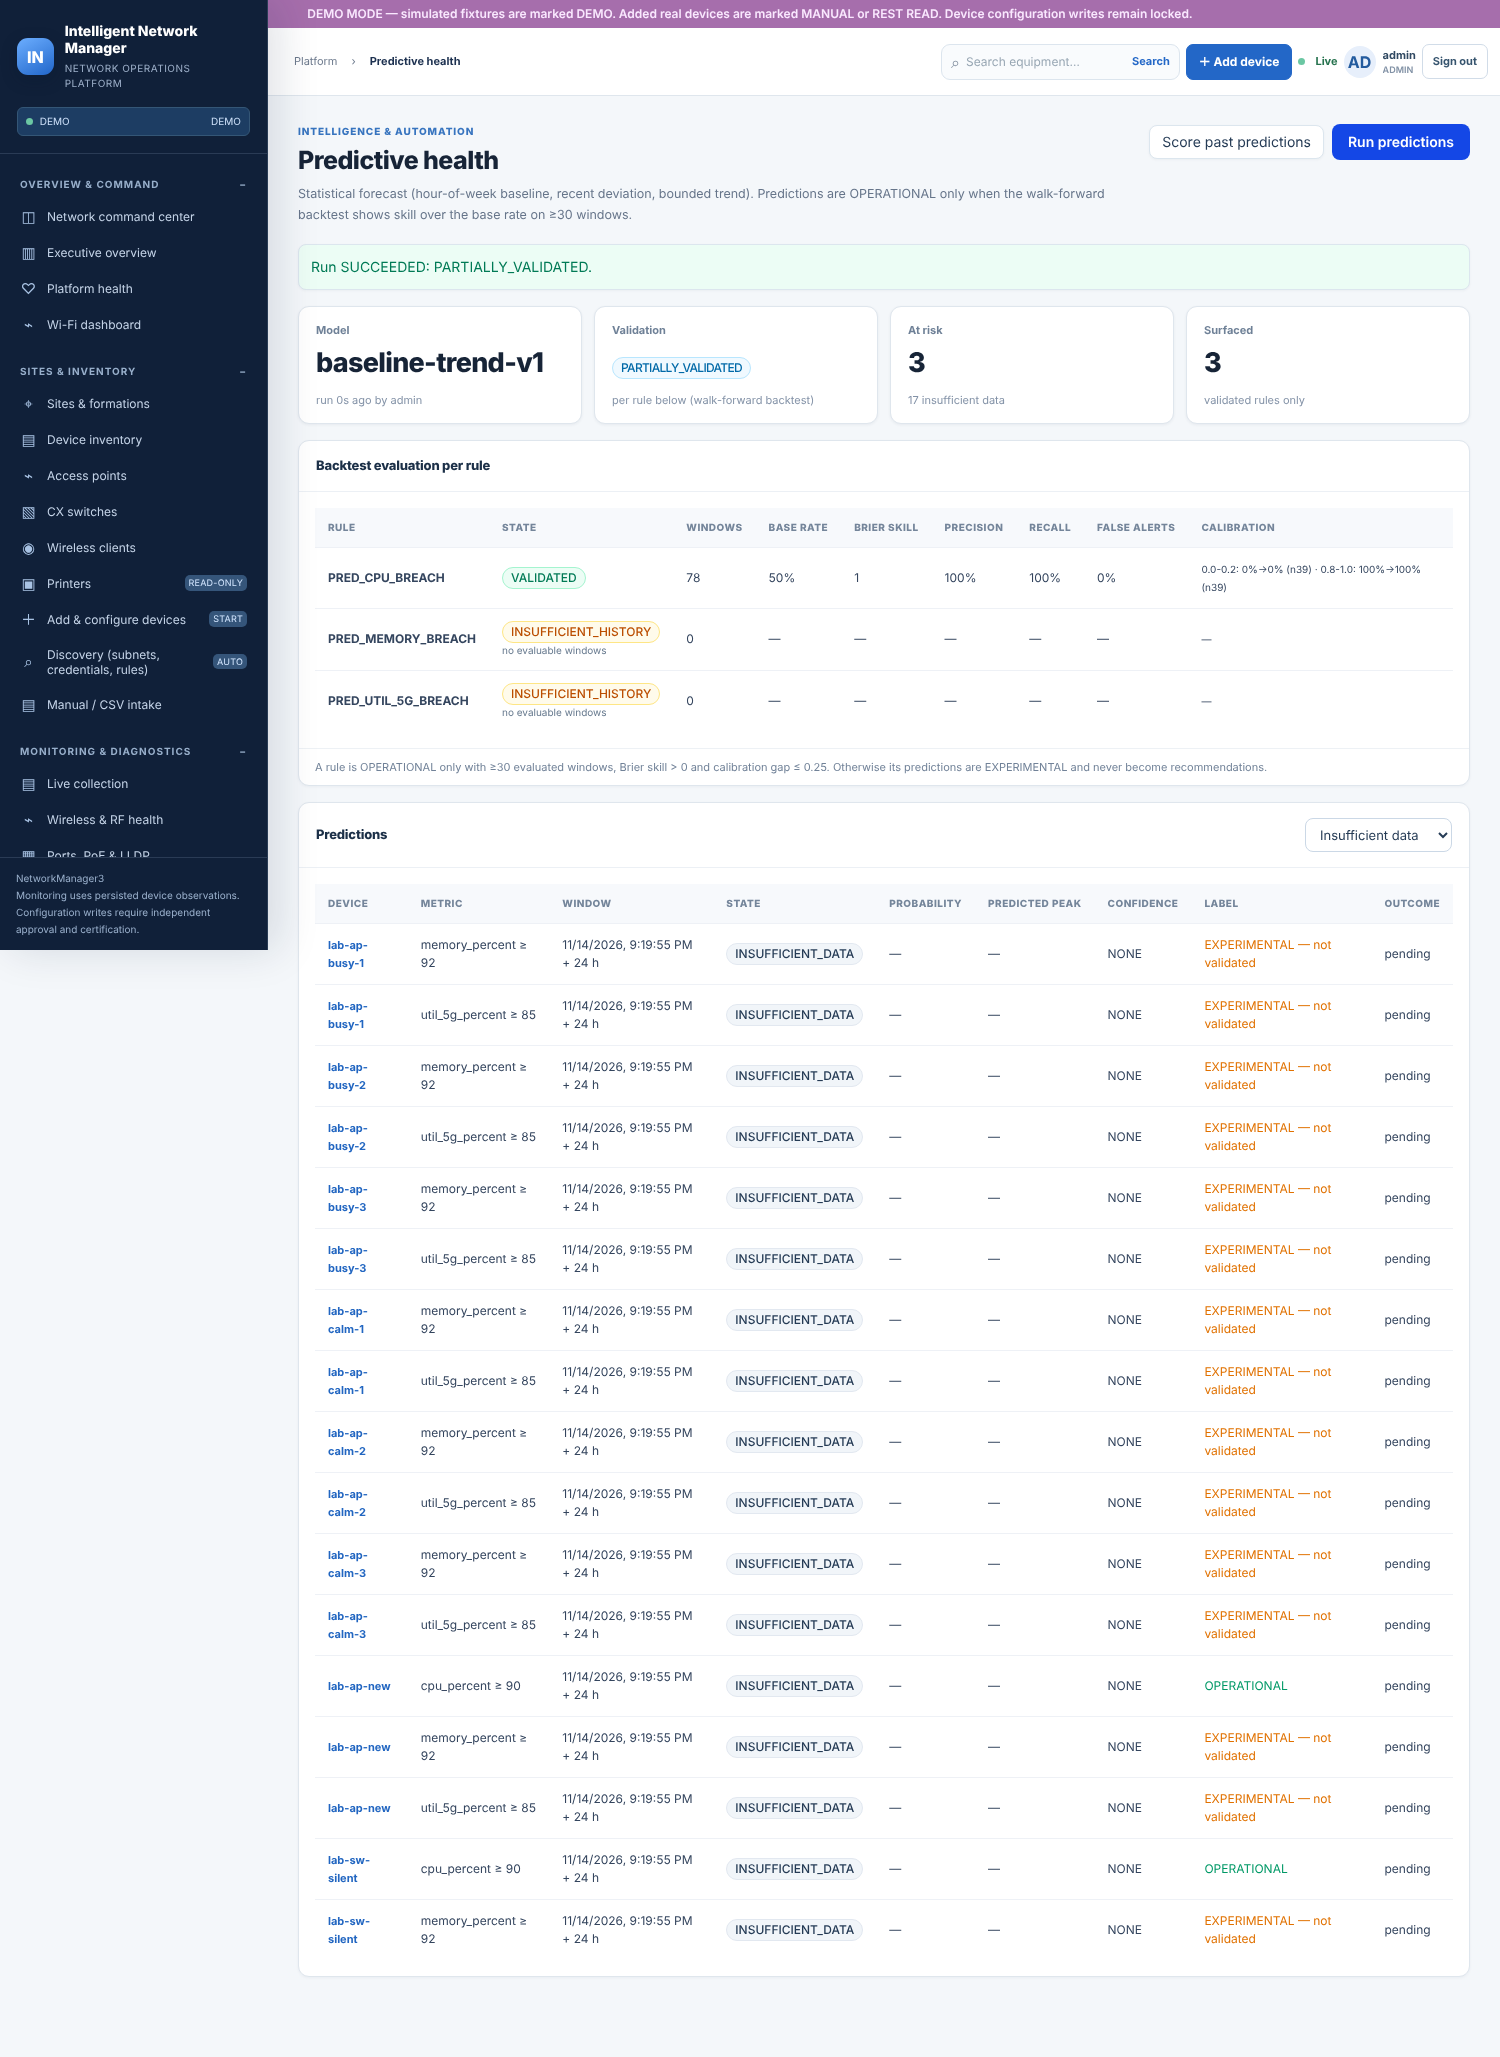 DEMO MODE — simulated fixtures are marked DEMO. Added real devices are marked MANUAL or REST READ. Device configuration writes remain locked.
IN
Intelligent Network
Manager
NETWORK OPERATIONS
PLATFORM
DEMO DEMO
OVERVIEW & COMMAND –
Network command center
Executive overview
Platform health
Wi-Fi dashboard
SITES & INVENTORY –
Sites & formations
Device inventory
Access points
CX switches
Wireless clients
Printers READ-ONLY
Add & configure devices START
Discovery (subnets,
credentials, rules) AUTO
Manual / CSV intake
MONITORING & DIAGNOSTICS –
Live collection
Wireless & RF health
Ports, PoE & LLDP
NetworkManager3
Monitoring uses persisted device observations.
Configuration writes require independent
approval and certification.
Platform › Predictive health
Search equipment... Search
+ Add device
Live
AD
admin
ADMIN
Sign out
INTELLIGENCE & AUTOMATION
Predictive health
Statistical forecast (hour-of-week baseline, recent deviation, bounded trend). Predictions are OPERATIONAL only when the walk-forward
backtest shows skill over the base rate on ≥30 windows.
Score past predictions
Run predictions
Run SUCCEEDED: PARTIALLY_VALIDATED.
Model
baseline-trend-v1
run 0s ago by admin
Validation
PARTIALLY_VALIDATED
per rule below (walk-forward backtest)
At risk
3
17 insufficient data
Surfaced
3
validated rules only
Backtest evaluation per rule
RULE STATE WINDOWS BASE RATE BRIER SKILL PRECISION RECALL FALSE ALERTS CALIBRATION
PRED_CPU_BREACH VALIDATED 78 50% 1 100% 100% 0% 0.0-0.2: 0%→0% (n39) · 0.8-1.0: 100%→100%
(n39)
PRED_MEMORY_BREACH INSUFFICIENT_HISTORY 0 — — — — — —
no evaluable windows
PRED_UTIL_5G_BREACH INSUFFICIENT_HISTORY 0 — — — — — —
no evaluable windows
A rule is OPERATIONAL only with ≥30 evaluated windows, Brier skill > 0 and calibration gap ≤ 0.25. Otherwise its predictions are EXPERIMENTAL and never become recommendations.
Predictions
Insufficient data
DEVICE METRIC WINDOW STATE PROBABILITY PREDICTED PEAK CONFIDENCE LABEL OUTCOME
lab-ap- memory_percent ≥ 11/14/2026, 9:19:55 PM INSUFFICIENT_DATA — — NONE EXPERIMENTAL — not pending
busy-1 92 + 24 h validated
lab-ap- util_5g_percent ≥ 85 11/14/2026, 9:19:55 PM INSUFFICIENT_DATA — — NONE EXPERIMENTAL — not pending
busy-1 + 24 h validated
lab-ap- memory_percent ≥ 11/14/2026, 9:19:55 PM INSUFFICIENT_DATA — — NONE EXPERIMENTAL — not pending
busy-2 92 + 24 h validated
lab-ap- util_5g_percent ≥ 85 11/14/2026, 9:19:55 PM INSUFFICIENT_DATA — — NONE EXPERIMENTAL — not pending
busy-2 + 24 h validated
lab-ap- memory_percent ≥ 11/14/2026, 9:19:55 PM INSUFFICIENT_DATA — — NONE EXPERIMENTAL — not pending
busy-3 92 + 24 h validated
lab-ap- util_5g_percent ≥ 85 11/14/2026, 9:19:55 PM INSUFFICIENT_DATA — — NONE EXPERIMENTAL — not pending
busy-3 + 24 h validated
lab-ap- memory_percent ≥ 11/14/2026, 9:19:55 PM INSUFFICIENT_DATA — — NONE EXPERIMENTAL — not pending
calm-1 92 + 24 h validated
lab-ap- util_5g_percent ≥ 85 11/14/2026, 9:19:55 PM INSUFFICIENT_DATA — — NONE EXPERIMENTAL — not pending
calm-1 + 24 h validated
lab-ap- memory_percent ≥ 11/14/2026, 9:19:55 PM INSUFFICIENT_DATA — — NONE EXPERIMENTAL — not pending
calm-2 92 + 24 h validated
lab-ap- util_5g_percent ≥ 85 11/14/2026, 9:19:55 PM INSUFFICIENT_DATA — — NONE EXPERIMENTAL — not pending
calm-2 + 24 h validated
lab-ap- memory_percent ≥ 11/14/2026, 9:19:55 PM INSUFFICIENT_DATA — — NONE EXPERIMENTAL — not pending
calm-3 92 + 24 h validated
lab-ap- util_5g_percent ≥ 85 11/14/2026, 9:19:55 PM INSUFFICIENT_DATA — — NONE EXPERIMENTAL — not pending
calm-3 + 24 h validated
lab-ap-new cpu_percent ≥ 90 11/14/2026, 9:19:55 PM INSUFFICIENT_DATA — — NONE OPERATIONAL pending
+ 24 h
lab-ap-new memory_percent ≥ 11/14/2026, 9:19:55 PM INSUFFICIENT_DATA — — NONE EXPERIMENTAL — not pending
92 + 24 h validated
lab-ap-new util_5g_percent ≥ 85 11/14/2026, 9:19:55 PM INSUFFICIENT_DATA — — NONE EXPERIMENTAL — not pending
+ 24 h validated
lab-sw- cpu_percent ≥ 90 11/14/2026, 9:19:55 PM INSUFFICIENT_DATA — — NONE OPERATIONAL pending
silent + 24 h
lab-sw- memory_percent ≥ 11/14/2026, 9:19:55 PM INSUFFICIENT_DATA — — NONE EXPERIMENTAL — not pending
silent 92 + 24 h validated